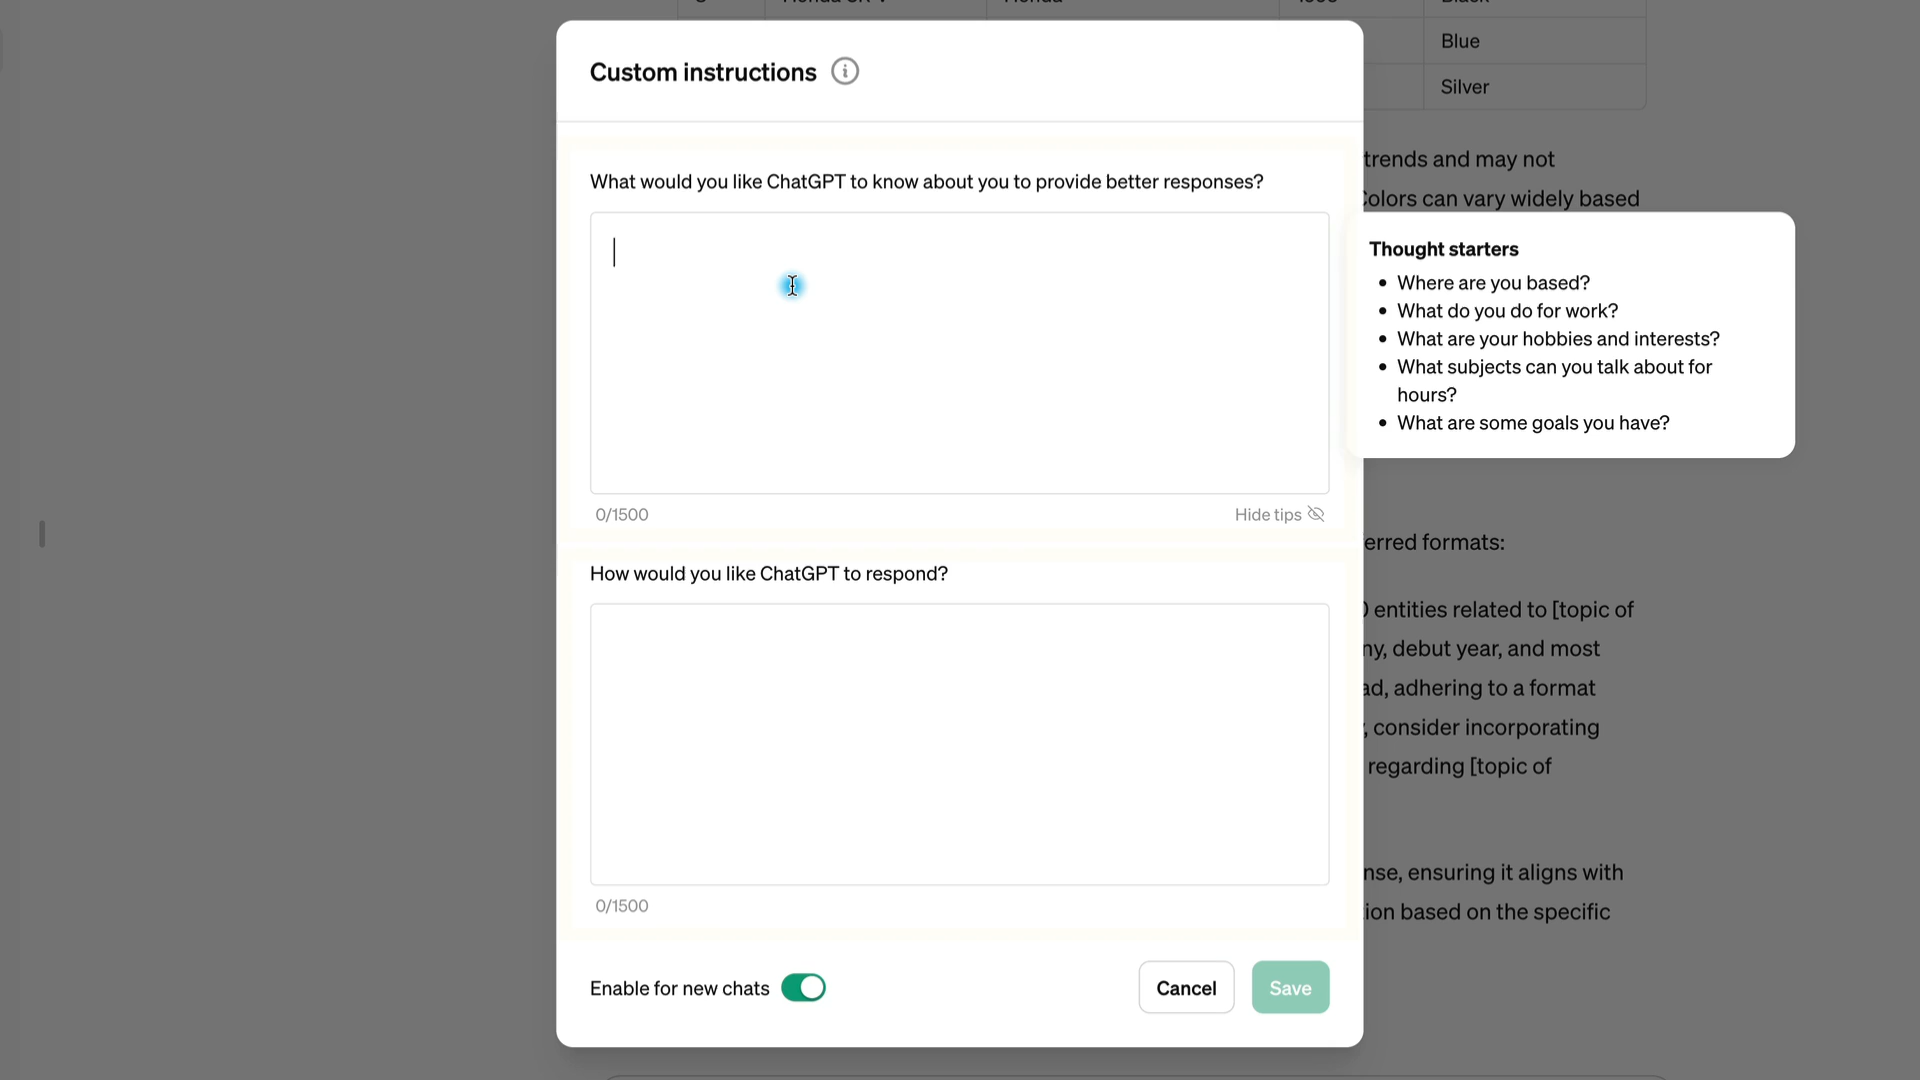 Black
Blue
Silver
Custom instructions
What would you like ChatGPT to know about you to provide better responses?
0/1500
Hide tips
How would you like ChatGPT to respond?
0/1500
Enable for new chats
Cancel
Save
trends and may not
Colors can vary widely based
Thought starters
• Where are you based?
• What do you do for work?
• What are your hobbies and interests?
• What subjects can you talk about for
hours?
• What are some goals you have?
erred formats:
entities related to [topic of
ny, debut year, and most
ad, adhering to a format
, consider incorporating
regarding [topic of
nse, ensuring it aligns with
ion based on the specific